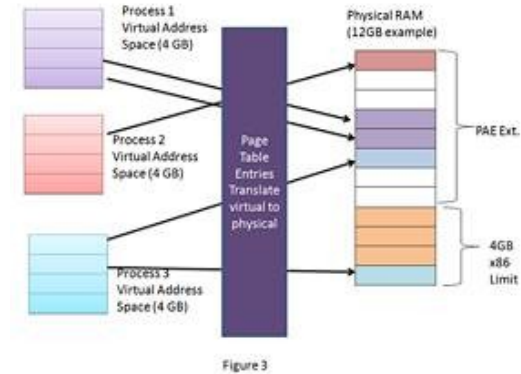 Process 1
Virtual Address
Space (4 GB)
Physical RAM
(12GB example)
Process 2
Virtual Address
Space (4 GB)
Page
Table
Entries
Translate
virtual to
physical
PAE Ext.
Process 3
Virtual Address
Space (4 GB)
4GB
x86
Limit
Figure 3